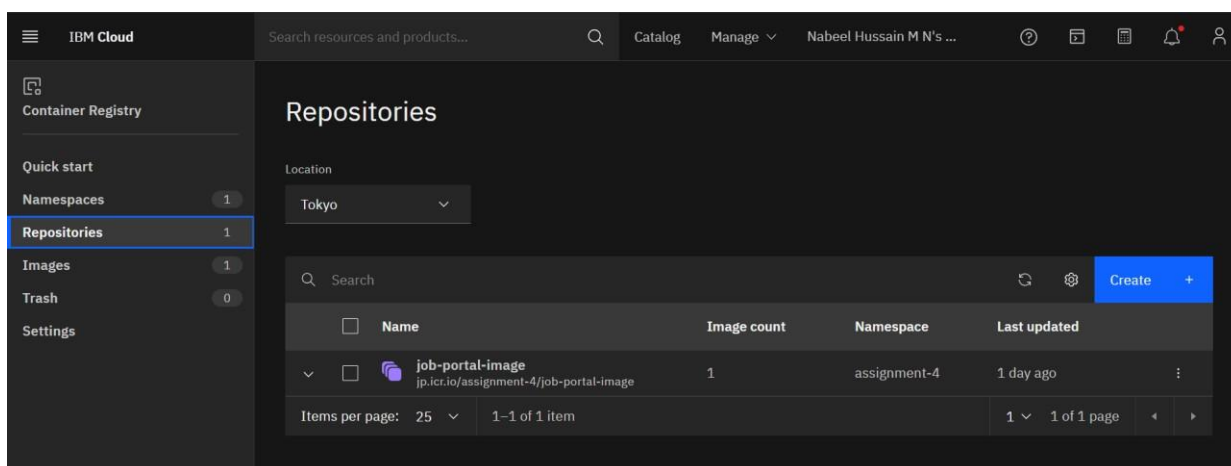 IBM Cloud
Search resources and products...
Catalog
Manage
Nabeel Hussain M N's ...
Container Registry
Quick start
Namespaces 1
Repositories 1
Images 1
Trash 0
Settings
Repositories
Location
Tokyo
Search
Create +
Name Image count Namespace Last updated
job-portal-image
jp.icr.io/assignment-4/job-portal-image
1 assignment-4 1 day ago
Items per page: 25 1–1 of 1 item 1 1 of 1 page